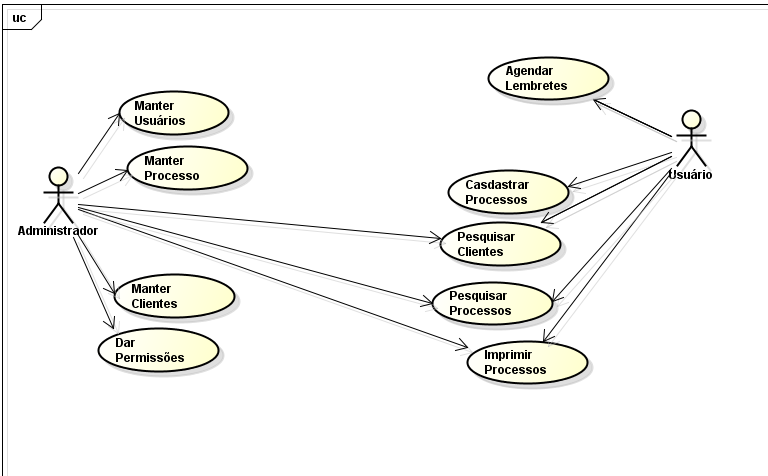 uc
Agendar
Lembretes
Manter
Usuários
Manter
Processo
Usuário
Casdastrar
Processos
Administrador
Pesquisar
Clientes
Manter
Clientes
Pesquisar
Processos
Dar
Permissões
Imprimir
Processos